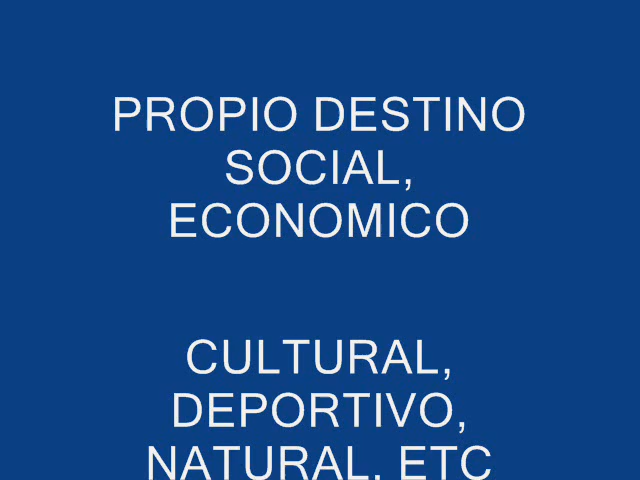 PROPIO DESTINO
SOCIAL,
ECONOMICO
CULTURAL,
DEPORTIVO,
NATURAL, ETC